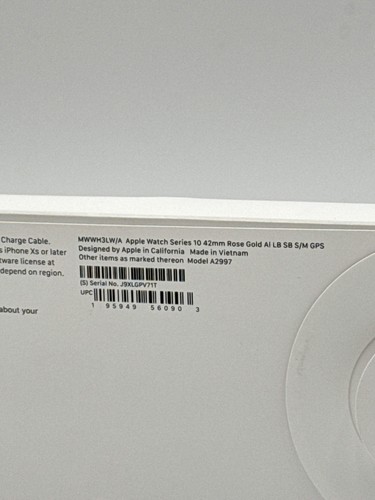 Charge Cable.
s iPhone Xs or later
tware license at
depend on region.
about your
MWWH3LW/A Apple Watch Series 10 42mm Rose Gold Al LB SB S/M GPS
Designed by Apple in California Made in Vietnam
Other items as marked thereon Model A2997
(S) Serial No. J9XLGPV71T
UPC
1 95949 56090 3